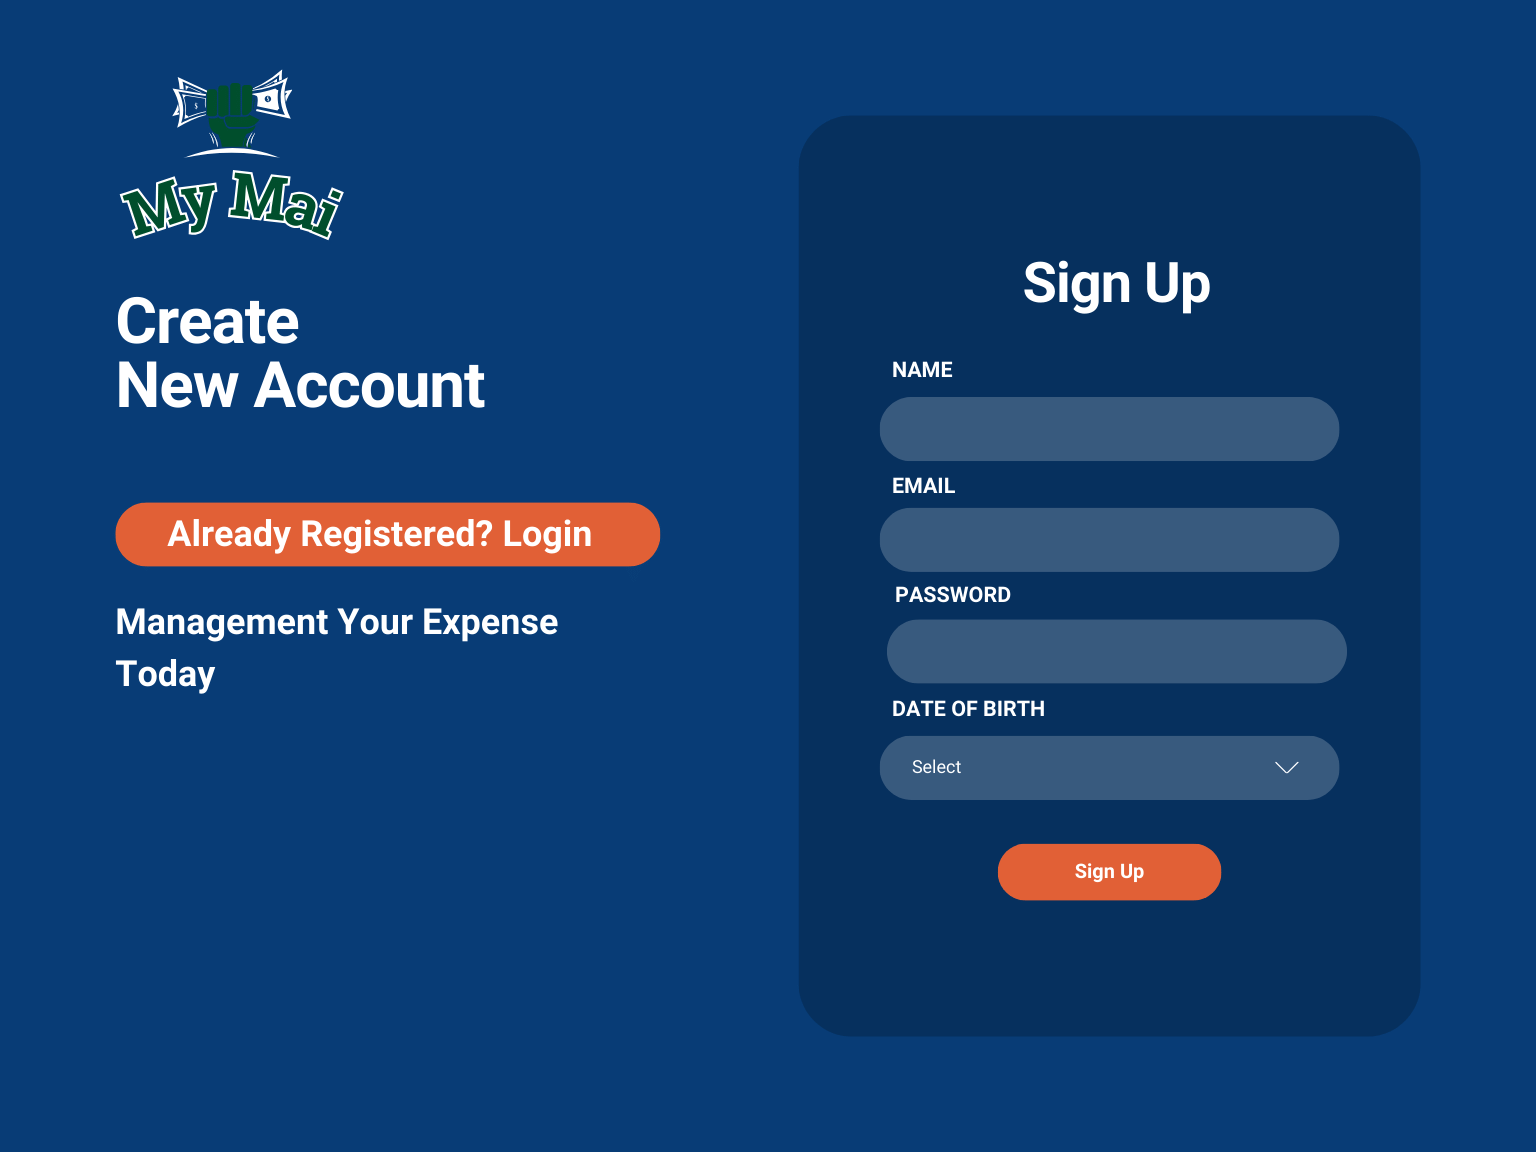 My Mai
Create
New Account
Already Registered? Login
Management Your Expense
Today
Sign Up
NAME
EMAIL
PASSWORD
DATE OF BIRTH
Select
Sign Up